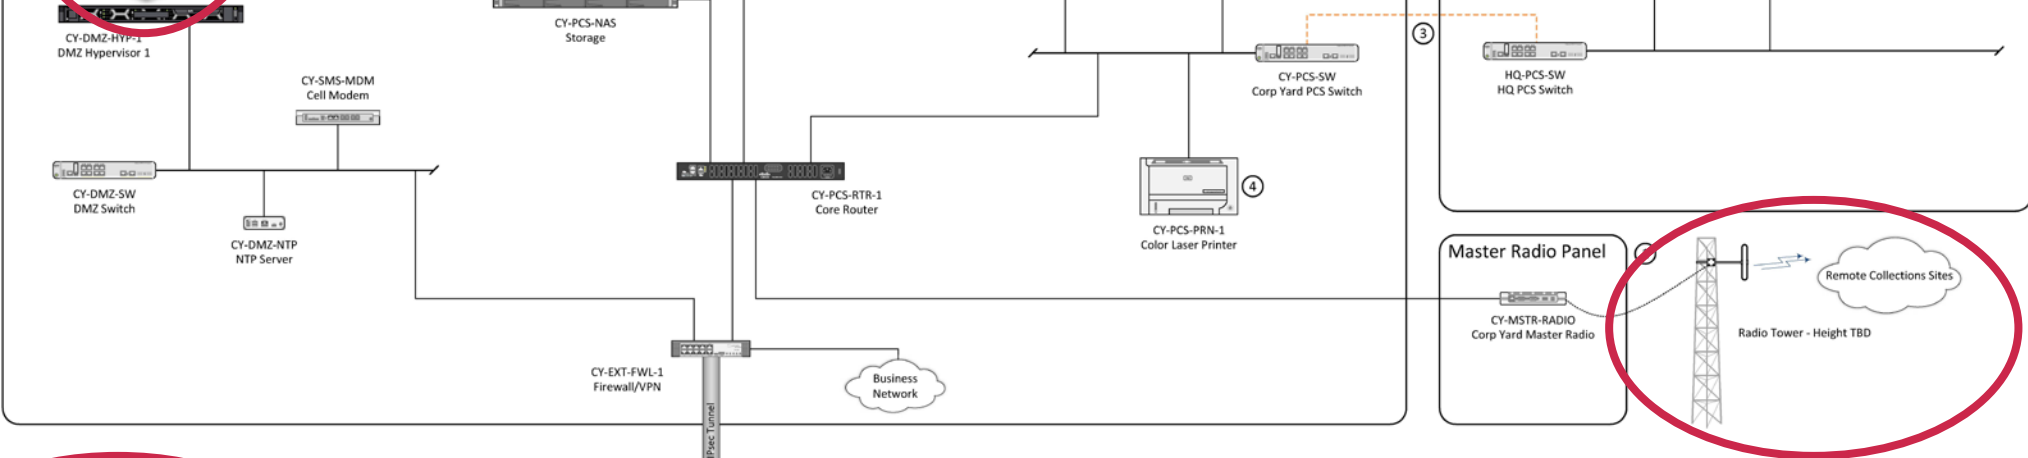 CY-DMZ-HYP-1
DMZ Hypervisor 1
CY-PCS-NAS
Storage
3
CY-SMS-MDM
Cell Modem
CY-PCS-SW
Corp Yard PCS Switch
HQ-PCS-SW
HQ PCS Switch
CY-DMZ-SW
DMZ Switch
CY-DMZ-NTP
NTP Server
CY-PCS-RTR-1
Core Router
4
CY-PCS-PRN-1
Color Laser Printer
Master Radio Panel
Remote Collections Sites
CY-MSTR-RADIO
Corp Yard Master Radio
Radio Tower - Height TBD
CY-EXT-FWL-1
Firewall/VPN
Business
Network
IPsec Tunnel